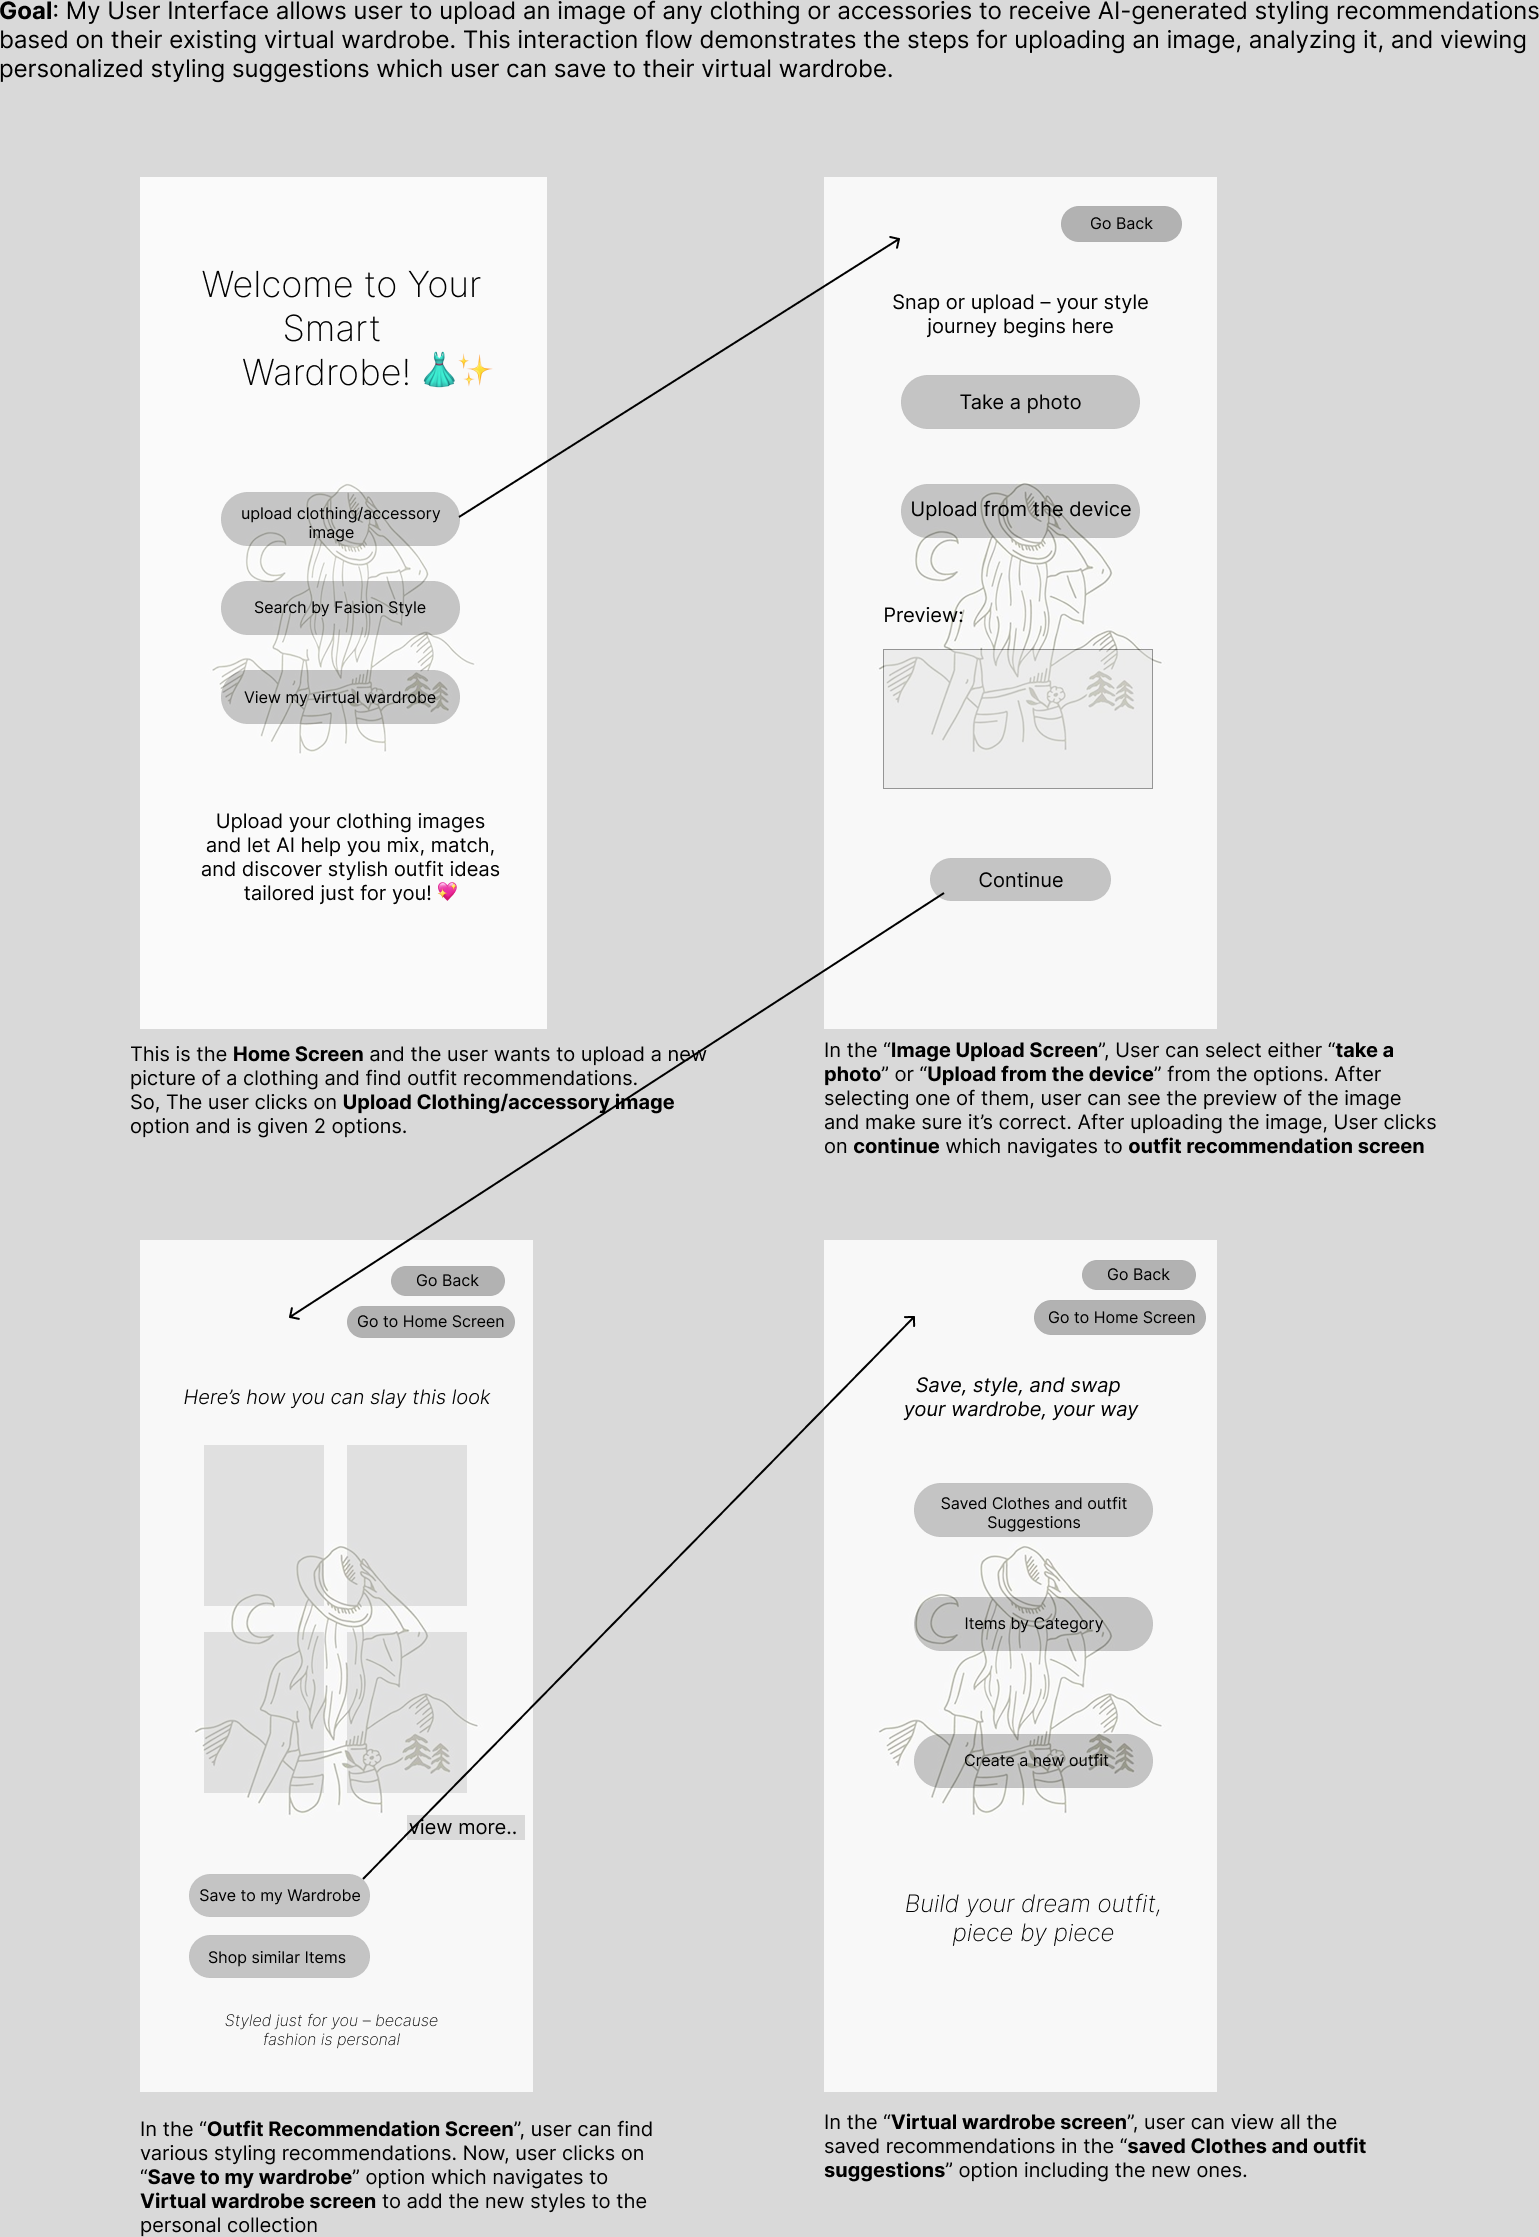 Goal: My User Interface allows user to upload an image of any clothing or accessories to receive AI-generated styling recommendations
based on their existing virtual wardrobe. This interaction flow demonstrates the steps for uploading an image, analyzing it, and viewing
personalized styling suggestions which user can save to their virtual wardrobe.
Welcome to Your
Smart
Wardrobe! 👗✨
upload clothing/accessory
image
Search by Fasion Style
View my virtual wardrobe
Upload your clothing images
and let AI help you mix, match,
and discover stylish outfit ideas
tailored just for you! 💖
This is the Home Screen and the user wants to upload a new
picture of a clothing and find outfit recommendations.
So, The user clicks on Upload Clothing/accessory image
option and is given 2 options.
Go Back
Snap or upload – your style
journey begins here
Take a photo
Upload from the device
Preview:
Continue
In the “Image Upload Screen”, User can select either “take a
photo” or “Upload from the device” from the options. After
selecting one of them, user can see the preview of the image
and make sure it’s correct. After uploading the image, User clicks
on continue which navigates to outfit recommendation screen
Go Back
Go to Home Screen
Here’s how you can slay this look
view more..
Save to my Wardrobe
Shop similar Items
Styled just for you – because
fashion is personal
In the “Outfit Recommendation Screen”, user can find
various styling recommendations. Now, user clicks on
“Save to my wardrobe” option which navigates to
Virtual wardrobe screen to add the new styles to the
personal collection
Go Back
Go to Home Screen
Save, style, and swap
your wardrobe, your way
Saved Clothes and outfit
Suggestions
Items by Category
Create a new outfit
Build your dream outfit,
piece by piece
In the “Virtual wardrobe screen”, user can view all the
saved recommendations in the “saved Clothes and outfit
suggestions” option including the new ones.